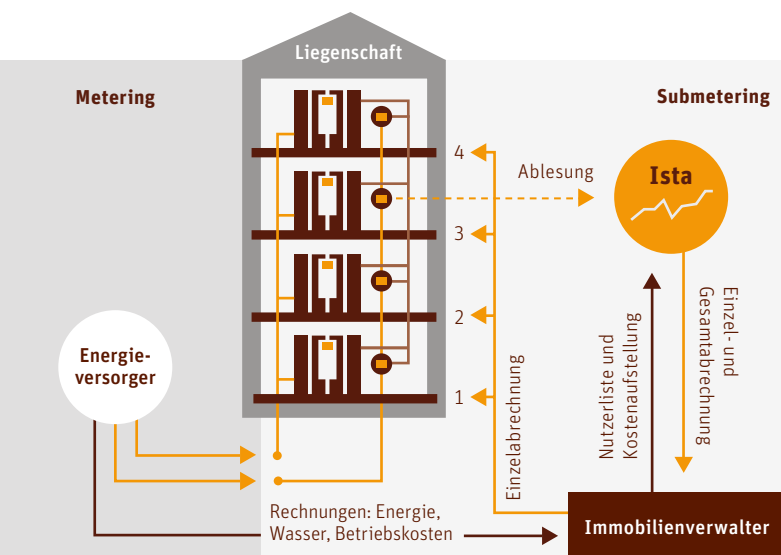 Liegenschaft
Metering
Submetering
4
Ablesung
Ista
3
2
1
Energie-
versorger
Einzelabrechnung
Nutzerliste und
Kostenaufstellung
Einzel- und
Gesamtabrechnung
Rechnungen: Energie,
Wasser, Betriebskosten
Immobilienverwalter